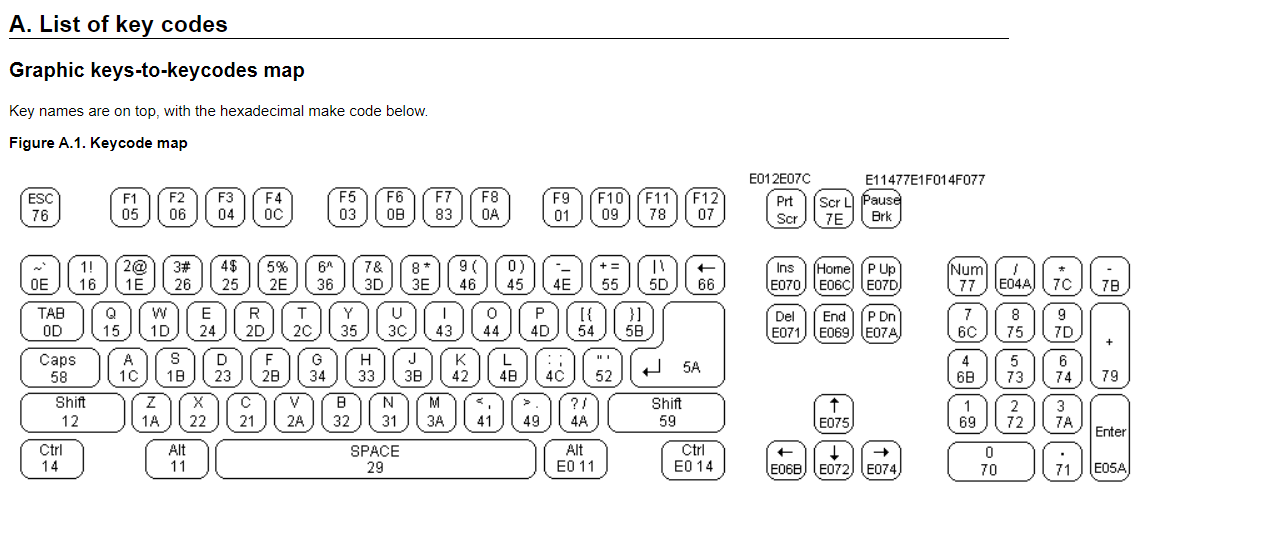 A. List of key codes
Graphic keys-to-keycodes map
Key names are on top, with the hexadecimal make code below.
Figure A.1. Keycode map
E012E07C E11477E1F014F077
ESC F1 F2 F3 F4 F5 F6 F7 F8 F9 F10 F11 F12 Prt Scr L Pause
76 05 06 04 0C 03 0B 83 0A 01 09 78 07 Scr 7E Brk
~` 1! 2@ 3# 4$ 5% 6^ 7& 8* 9( 0) -_ += |\ ← Ins Home P Up Num / * -
0E 16 1E 26 25 2E 36 3D 3E 46 45 4E 55 5D 66 E070 E06C E07D 77 E04A 7C 7B
TAB Q W E R T Y U I O P [{ }] Del End P Dn 7 8 9
0D 15 1D 24 2D 2C 35 3C 43 44 4D 54 5B E071 E069 E07A 6C 75 7D
+
Caps A S D F G H J K L :; "' ↵ 5A 4 5 6
58 1C 1B 23 2B 34 33 3B 42 4B 4C 52 6B 73 74 79
Shift Z X C V B N M <, >. ?/ Shift ↑ 1 2 3
12 1A 22 21 2A 32 31 3A 41 49 4A 59 E075 69 72 7A
Enter
Ctrl Alt SPACE Alt Ctrl ← ↓ → 0 .
14 11 29 E0 11 E0 14 E06B E072 E074 70 71 E05A